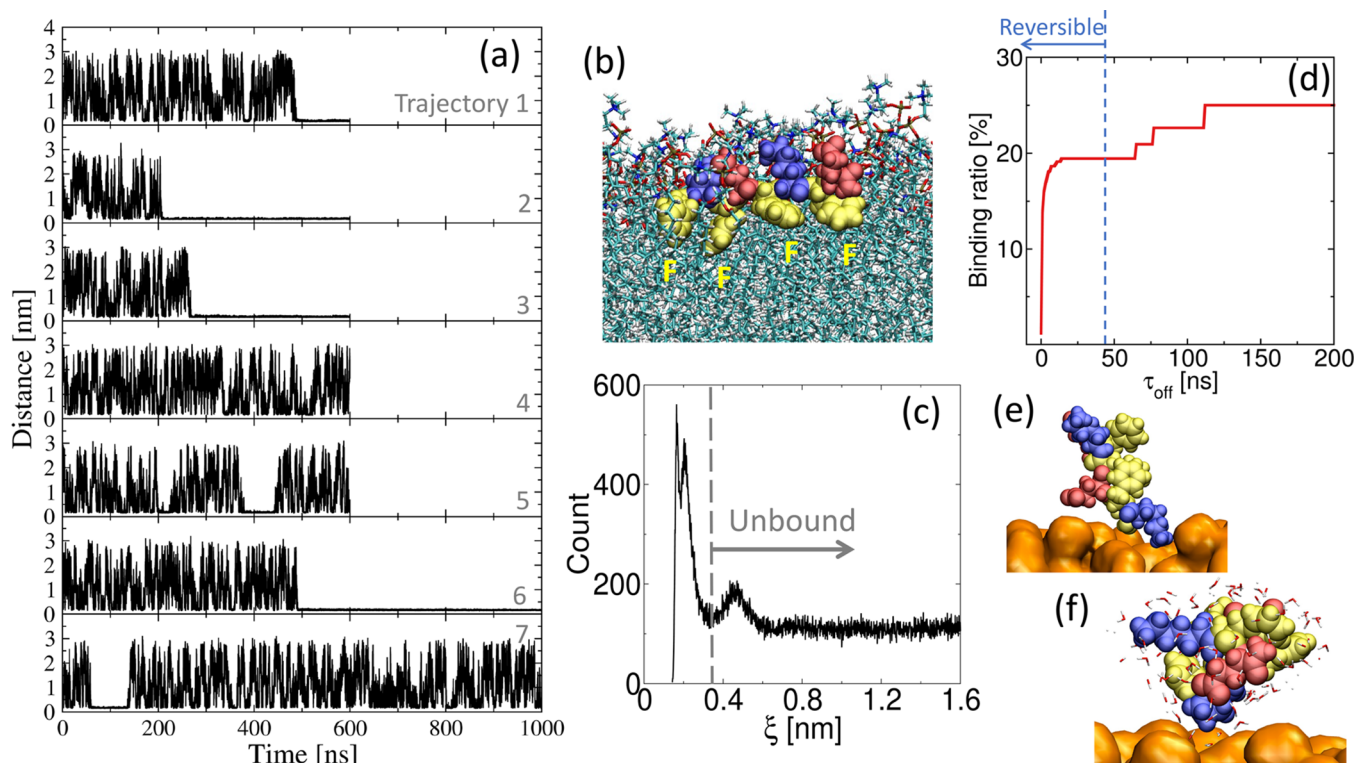 (a)
4
3
2
1
0
Trajectory 1
3
2
1
0
2
3
2
1
0
3
3
2
1
0
4
3
2
1
0
5
3
2
1
0
6
3
2
1
0
7
0 200 400 600 800 1000
Distance [nm]
Time [ns]
(b)
F F F F
(c)
600
400
200
0
Unbound
Count
0 0.4 0.8 1.2 1.6
ξ [nm]
Reversible
(d)
30
20
10
Binding ratio [%]
0 50 100 150 200
τoff [ns]
(e)
(f)